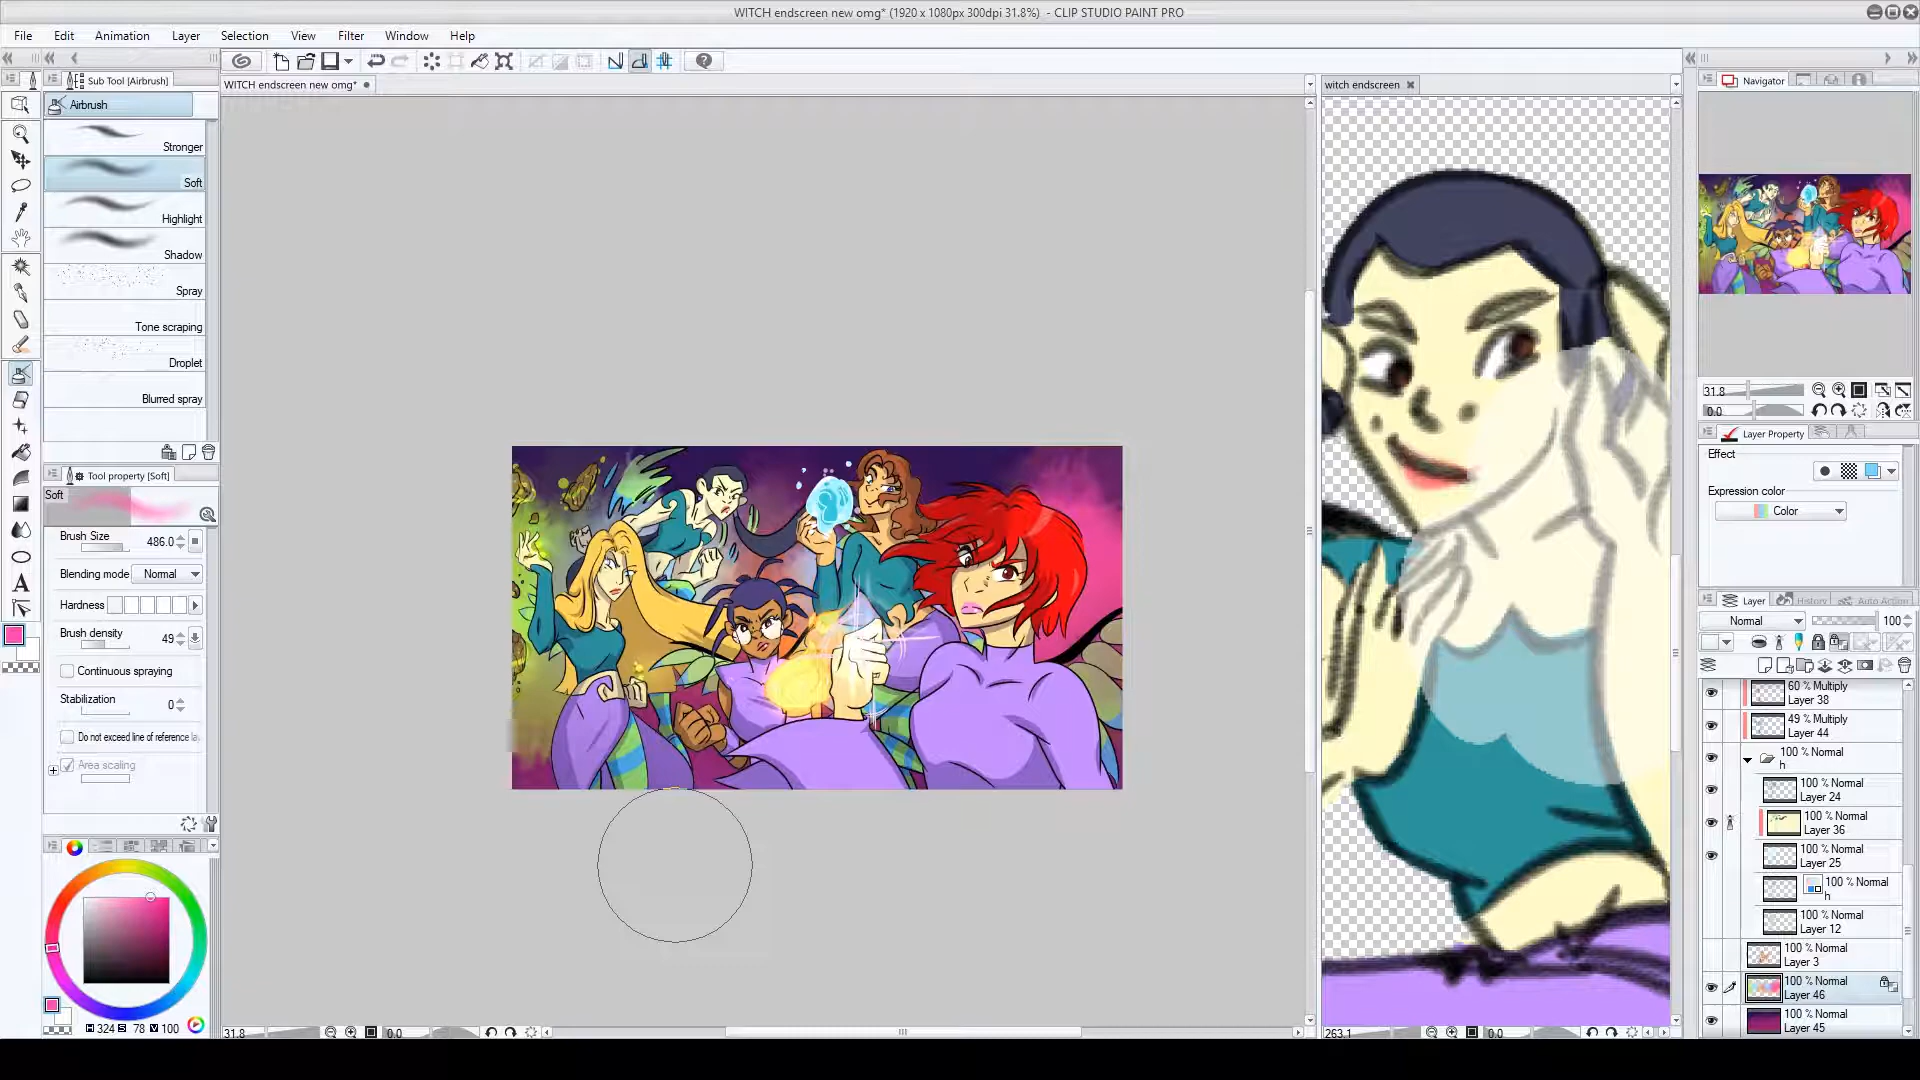 WITCH endscreen new omg* (1920 x 1080px 300dpi 31.8%) - CLIP STUDIO PAINT PRO
File Edit Animation Layer Selection View Filter Window Help
Sub Tool [Airbrush]
WITCH endscreen new omg*
witch endscreen
Navigator
Airbrush
Stronger
Soft
Highlight
Shadow
Spray
Tone scraping
Droplet
Blurred spray
31.8
0.0
Layer Property
Effect
Expression color
Color
Tool property [Soft]
Soft
Brush Size 486.0
Blending mode Normal
Hardness
Brush density 49
Continuous spraying
Stabilization 0
Do not exceed line of reference
Area scaling
H 324 S 78 V 100
Layer History Auto Action
Normal 100
60 % Multiply
Layer 38
49 % Multiply
Layer 44
100 % Normal
h
100 % Normal
Layer 24
100 % Normal
Layer 36
100 % Normal
Layer 25
100 % Normal
h
100 % Normal
Layer 12
100 % Normal
Layer 3
100 % Normal
Layer 46
100 % Normal
Layer 45
31.8 0.0
263.1 0.0